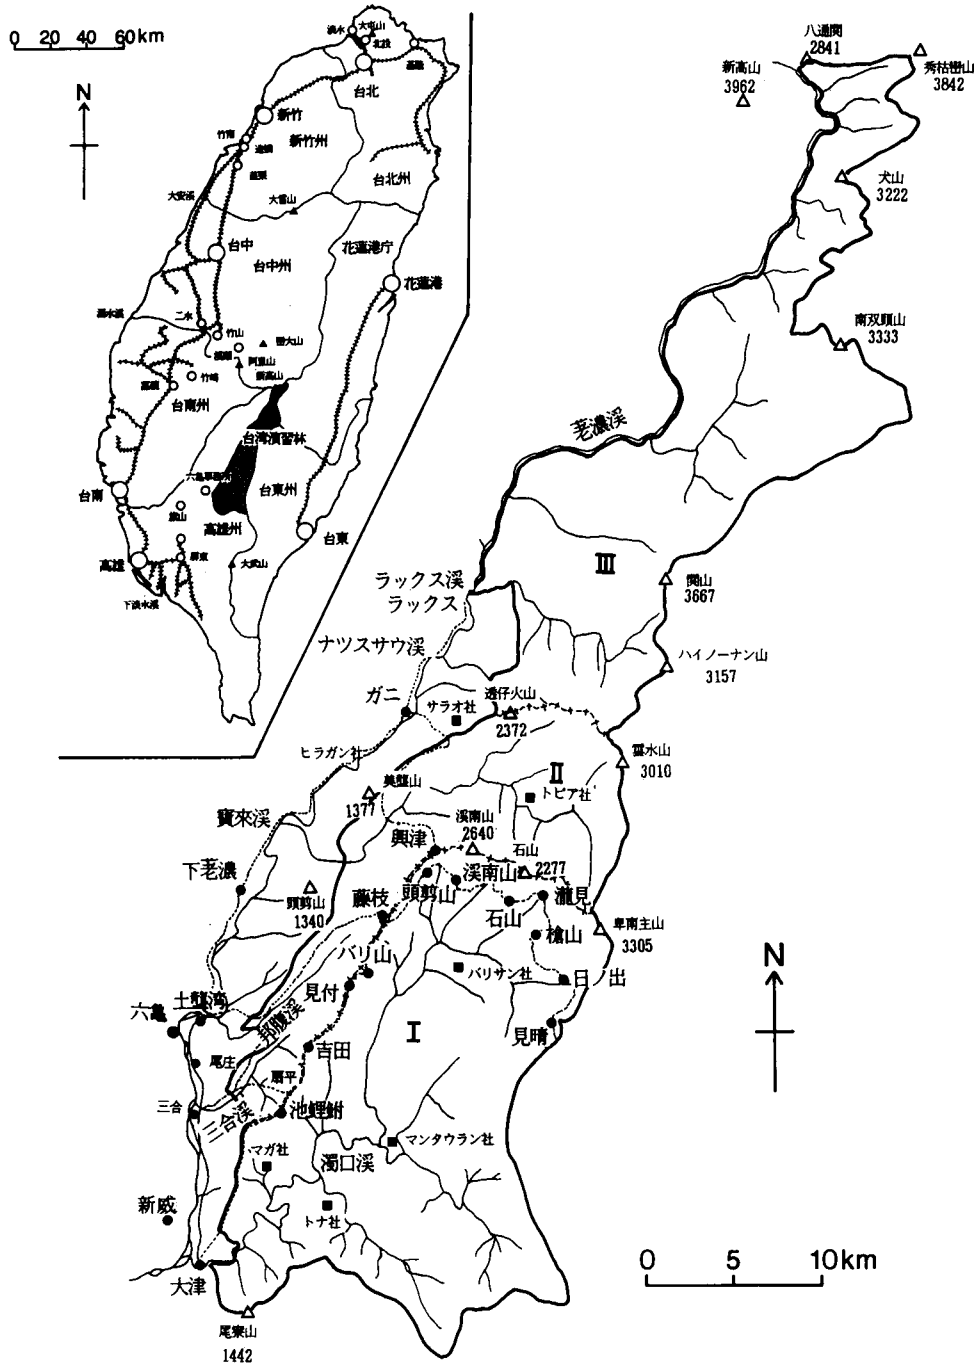 0 20 40 60km
N
淡水
大屯山
北投
基隆
台北
新竹
竹南
新竹州
台北州
大安溪
大雪山
台中
台中州
花蓮港庁
花蓮港
二水
竹山
阿里山
新高山
竹崎
台南州
台湾演習林
台東州
台南
旗山
高雄州
屏東
高雄
大武山
台東
下淡水溪
八通関
2841
新高山
3962
秀枯巒山
3842
犬山
3222
南双頭山
3333
荖濃溪
III
関山
3667
ラックス溪
ラックス
ナツスサウ溪
ハイノーナン山
3157
ガニ
サラオ社
透仔火山
2372
ヒラガン社
雲水山
3010
II
トビア社
美壠山
1377
寶來溪
溪南山
2640
興津
石山
2277
下荖濃
溪南山
頭剪山
瀧見
頭剪山
1340
藤枝
石山
檜山
卑南主山
3305
バリ山
バリサン社
日ノ出
見付
N
土壠湾
六亀
邦腹溪
I
見晴
尾庄
吉田
扇平
三合
三合溪
池鯉鮒
マガ社
濁口溪
マンタウラン社
新威
トナ社
大津
0 5 10km
尾寮山
1442